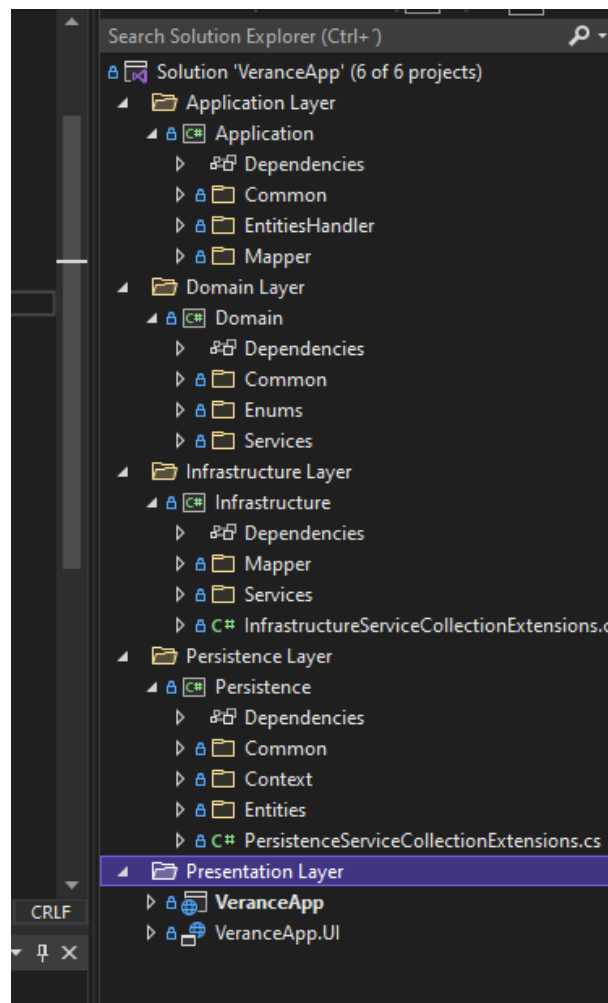 Search Solution Explorer (Ctrl+¨)
Solution 'VeranceApp' (6 of 6 projects)
Application Layer
C# Application
Dependencies
Common
EntitiesHandler
Mapper
Domain Layer
C# Domain
Dependencies
Common
Enums
Services
Infrastructure Layer
C# Infrastructure
Dependencies
Mapper
Services
C# InfrastructureServiceCollectionExtensions.c
Persistence Layer
C# Persistence
Dependencies
Common
Context
Entities
C# PersistenceServiceCollectionExtensions.cs
Presentation Layer
VeranceApp
VeranceApp.UI
CRLF